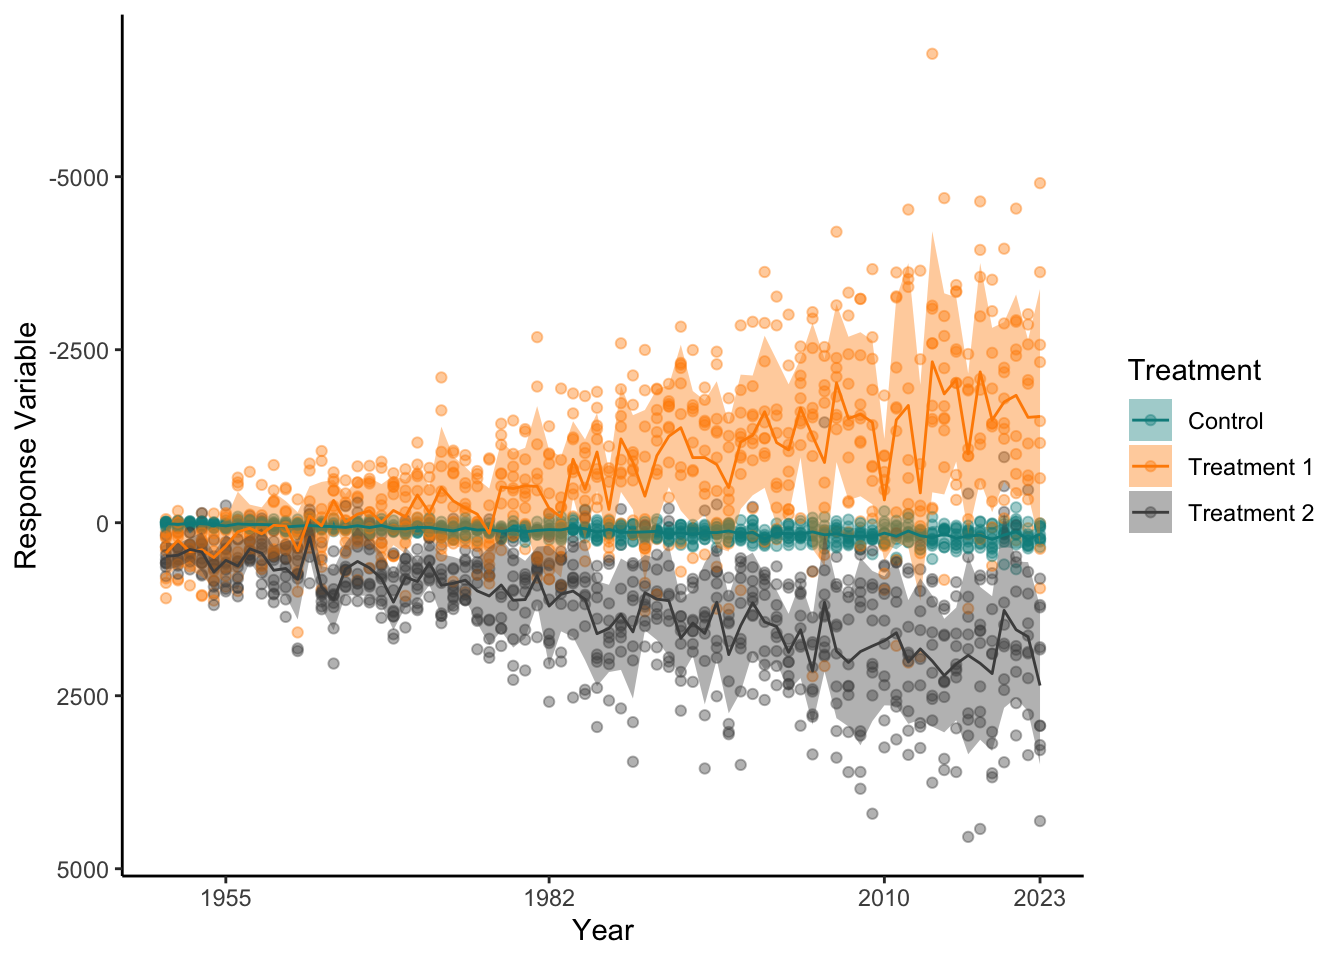 Response Variable
-5000
-2500
0
2500
5000
1955
1982
2010
2023
Year
Treatment
Control
Treatment 1
Treatment 2